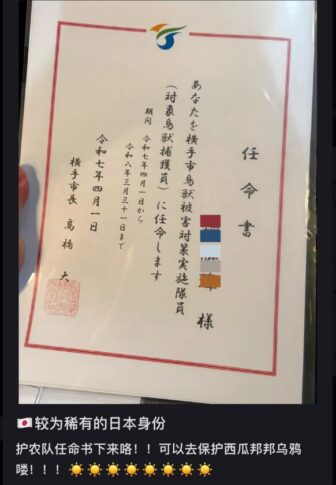 任命書
様
あなたを横手市鳥獣被害対策実施隊員
（対象鳥獣捕獲員）に任命します
期間 令和七年四月一日から
令和八年三月三十一日まで
令和七年四月一日
横手市長 高橋 大
🇯🇵较为稀有的日本身份
护农队任命书下来咯！！可以去保护西瓜邦邦乌鸦
喽！！！☀️☀️☀️☀️☀️☀️☀️☀️